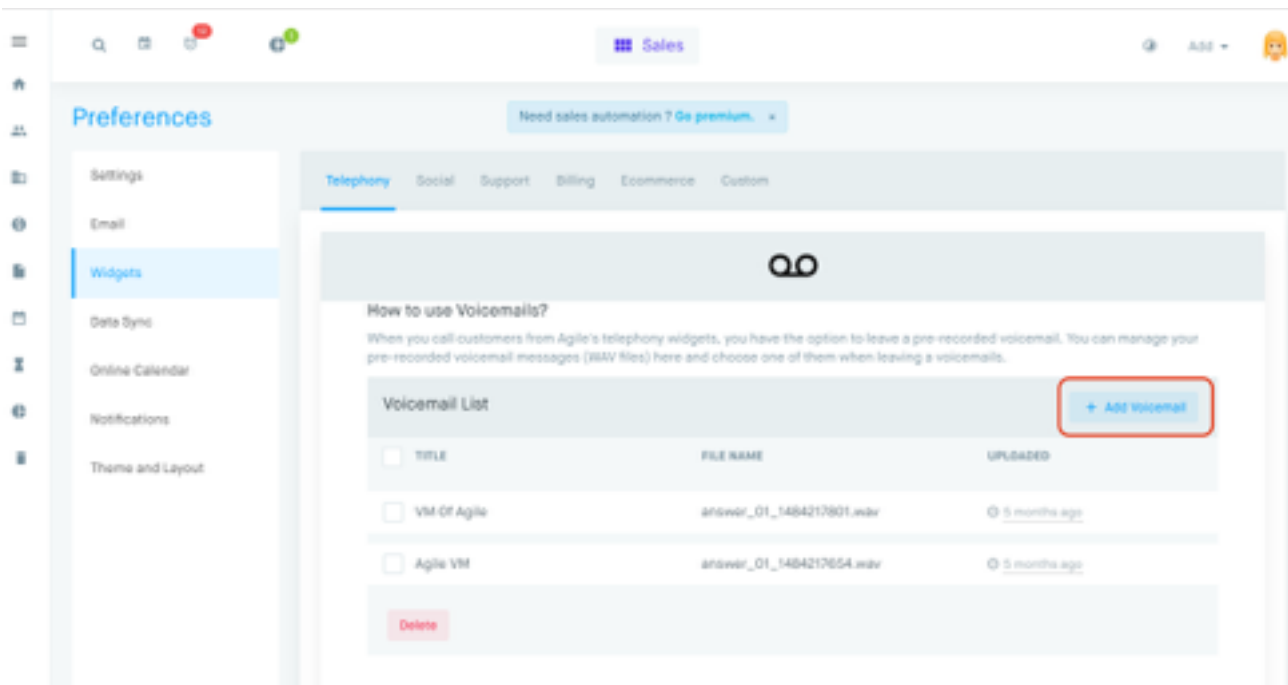 Sales
Add
Preferences
Need sales automation ? Go premium. ×
Settings
Email
Widgets
Data Sync
Online Calendar
Notifications
Theme and Layout
Telephony Social Support Billing Ecommerce Custom
How to use Voicemails?
When you call customers from Agile's telephony widgets, you have the option to leave a pre-recorded voicemail. You can manage your
pre-recorded voicemail messages (WAV files) here and choose one of them when leaving a voicemails.
Voicemail List
+ Add Voicemail
TITLE FILE NAME UPLOADED
VM Of Agile answer_01_1484217801.wav 5 months ago
Agile VM answer_01_1484217654.wav 5 months ago
Delete